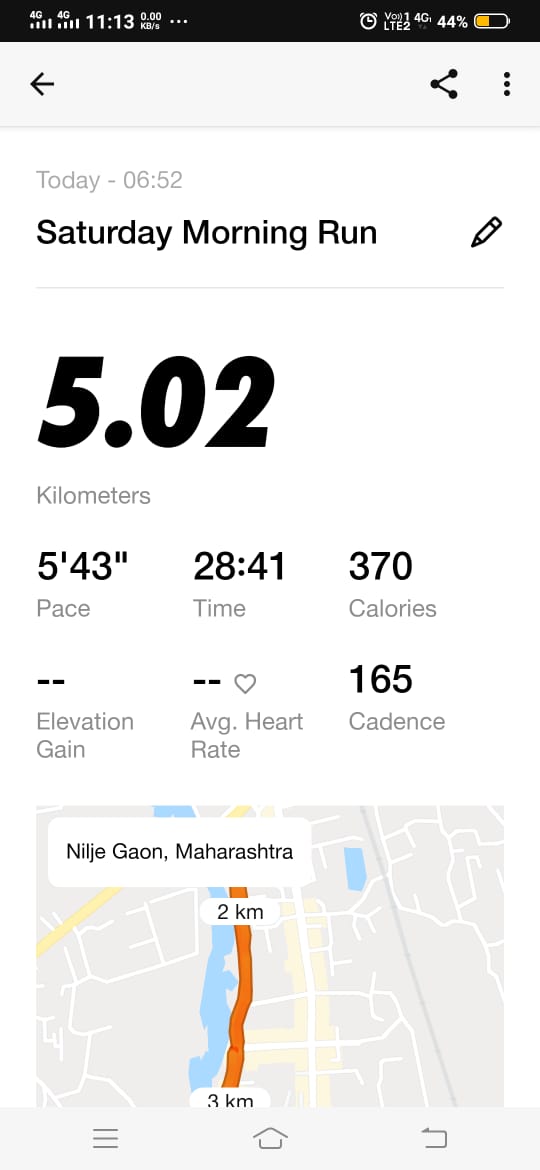 4G 4G 11:13 0.00 KB/s ... Vo)) 1 4G↑ LTE2 44%
Today - 06:52
Saturday Morning Run
5.02
Kilometers
5'43" 28:41 370
Pace Time Calories
-- -- 165
Elevation Gain Avg. Heart Rate Cadence
Nilje Gaon, Maharashtra
2 km
3 km